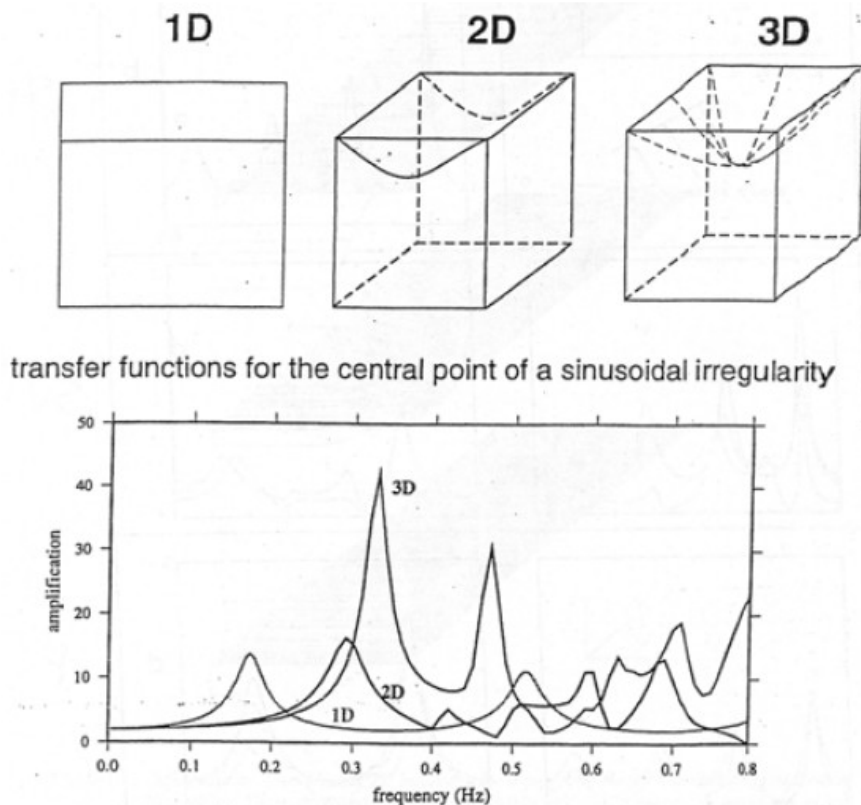 1D 2D 3D
transfer functions for the central point of a sinusoidal irregularity
50
40
30
20
10
0
amplification
3D
2D
1D
0.0 0.1 0.2 0.3 0.4 0.5 0.6 0.7 0.8
frequency (Hz)